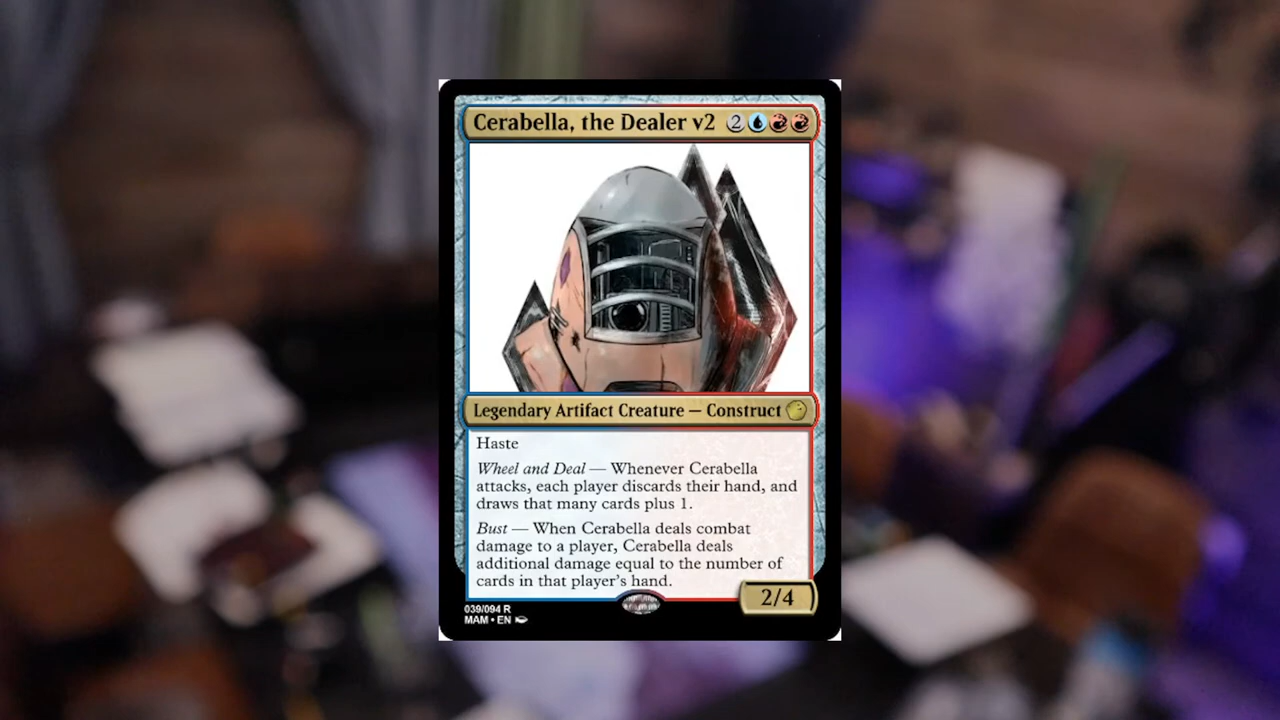 Cerabella, the Dealer v2 2
Legendary Artifact Creature — Construct
Haste
Wheel and Deal — Whenever Cerabella
attacks, each player discards their hand, and
draws that many cards plus 1.
Bust — When Cerabella deals combat
damage to a player, Cerabella deals
additional damage equal to the number of
cards in that player's hand.
2/4
039/094 R
MAM • EN